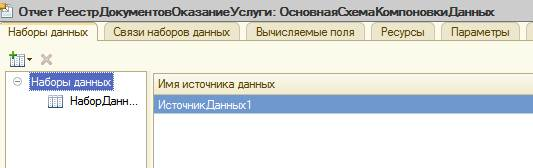 Отчет РеестрДокументовОказаниеУслуги: ОсновнаяСхемаКомпоновкиДанных
Наборы данных Связи наборов данных Вычисляемые поля Ресурсы Параметры
Наборы данных
НаборДанн...
Имя источника данных
ИсточникДанных1